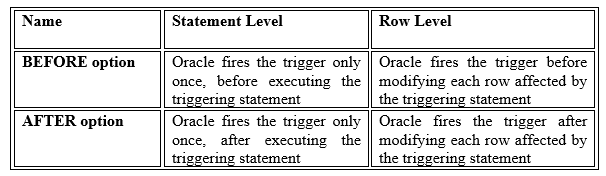 Name
Statement Level
Row Level
BEFORE option
Oracle fires the trigger only
once, before executing the
triggering statement
Oracle fires the trigger before
modifying each row affected by
the triggering statement
AFTER option
Oracle fires the trigger only
once, after executing the
triggering statement
Oracle fires the trigger after
modifying each row affected by
the triggering statement